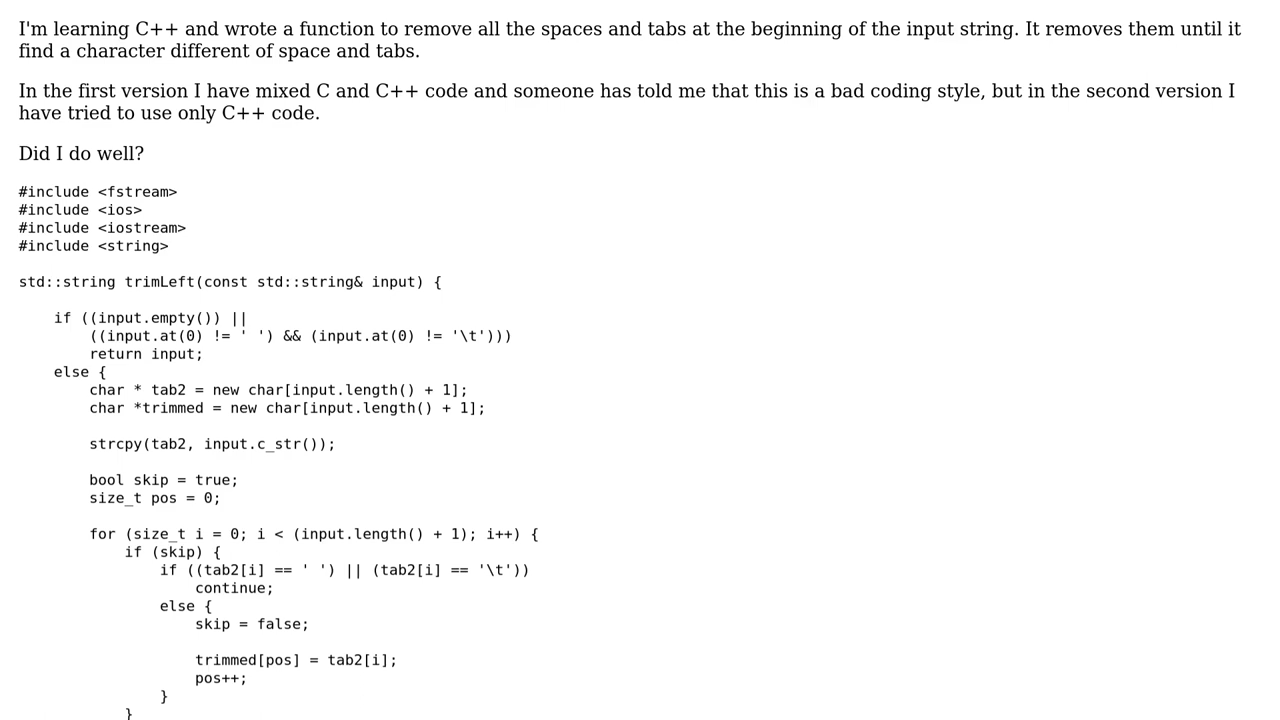 I'm learning C++ and wrote a function to remove all the spaces and tabs at the beginning of the input string. It removes them until it
find a character different of space and tabs.
In the first version I have mixed C and C++ code and someone has told me that this is a bad coding style, but in the second version I
have tried to use only C++ code.
Did I do well?
#include <fstream>
#include <ios>
#include <iostream>
#include <string>
std::string trimLeft(const std::string& input) {
    if ((input.empty()) ||
        ((input.at(0) != ' ') && (input.at(0) != '\t')))
        return input;
    else {
        char * tab2 = new char[input.length() + 1];
        char *trimmed = new char[input.length() + 1];
        strcpy(tab2, input.c_str());
        bool skip = true;
        size_t pos = 0;
        for (size_t i = 0; i < (input.length() + 1); i++) {
            if (skip) {
                if ((tab2[i] == ' ') || (tab2[i] == '\t'))
                    continue;
                else {
                    skip = false;
                    trimmed[pos] = tab2[i];
                    pos++;
                }
            }